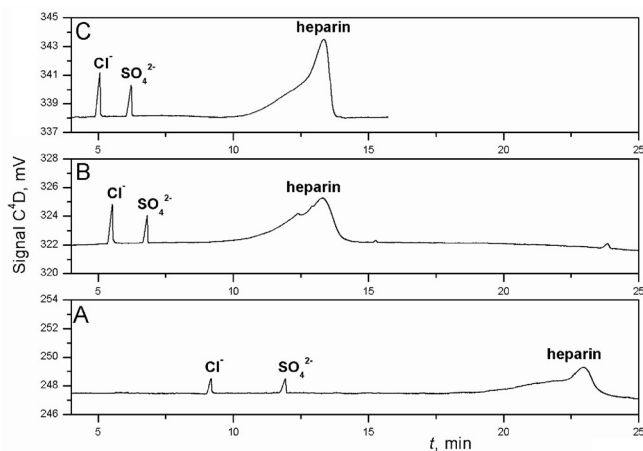 C
345
343
340
339
337
Cl⁻
SO₄²⁻
heparin
5
10
15
20
25
B
328
326
324
322
320
Cl⁻
SO₄²⁻
heparin
5
10
15
20
25
A
254
252
250
248
246
Cl⁻
SO₄²⁻
heparin
5
10
15
20
25
Signal C⁴D, mV
t, min